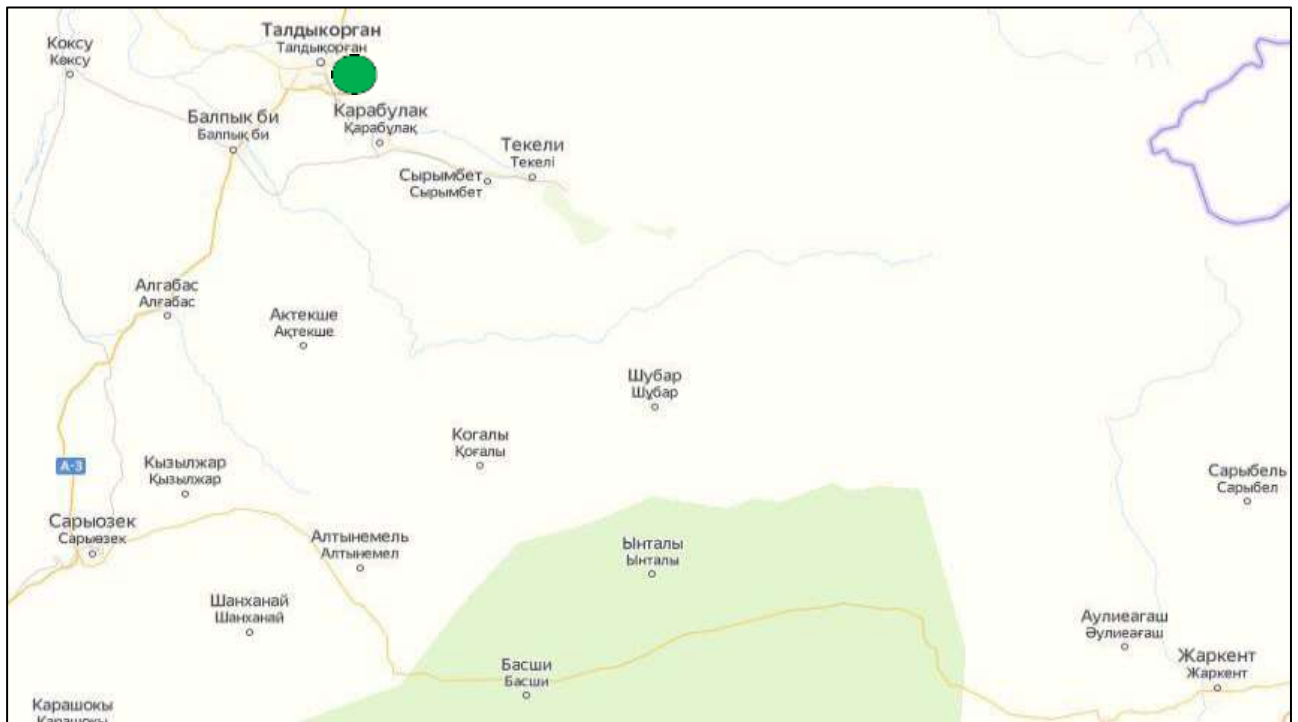 Талдыкорган
Талдықорған
Коксу
Көксу
Балпык би
Балпық би
Карабулак
Қарабұлақ
Текели
Текелі
Сырымбет
Сырымбет
Алгабас
Алғабас
Актекше
Ақтекше
Шубар
Шұбар
Когалы
Қоғалы
А-3
Кызылжар
Қызылжар
Сарыбель
Сарыбел
Сарыозек
Сарыөзек
Алтынемель
Алтынемел
Ынталы
Ынталы
Шанханай
Шанханай
Аулиеагаш
Әулиеағаш
Жаркент
Жаркент
Басши
Басши
Карашокы
Карашокы